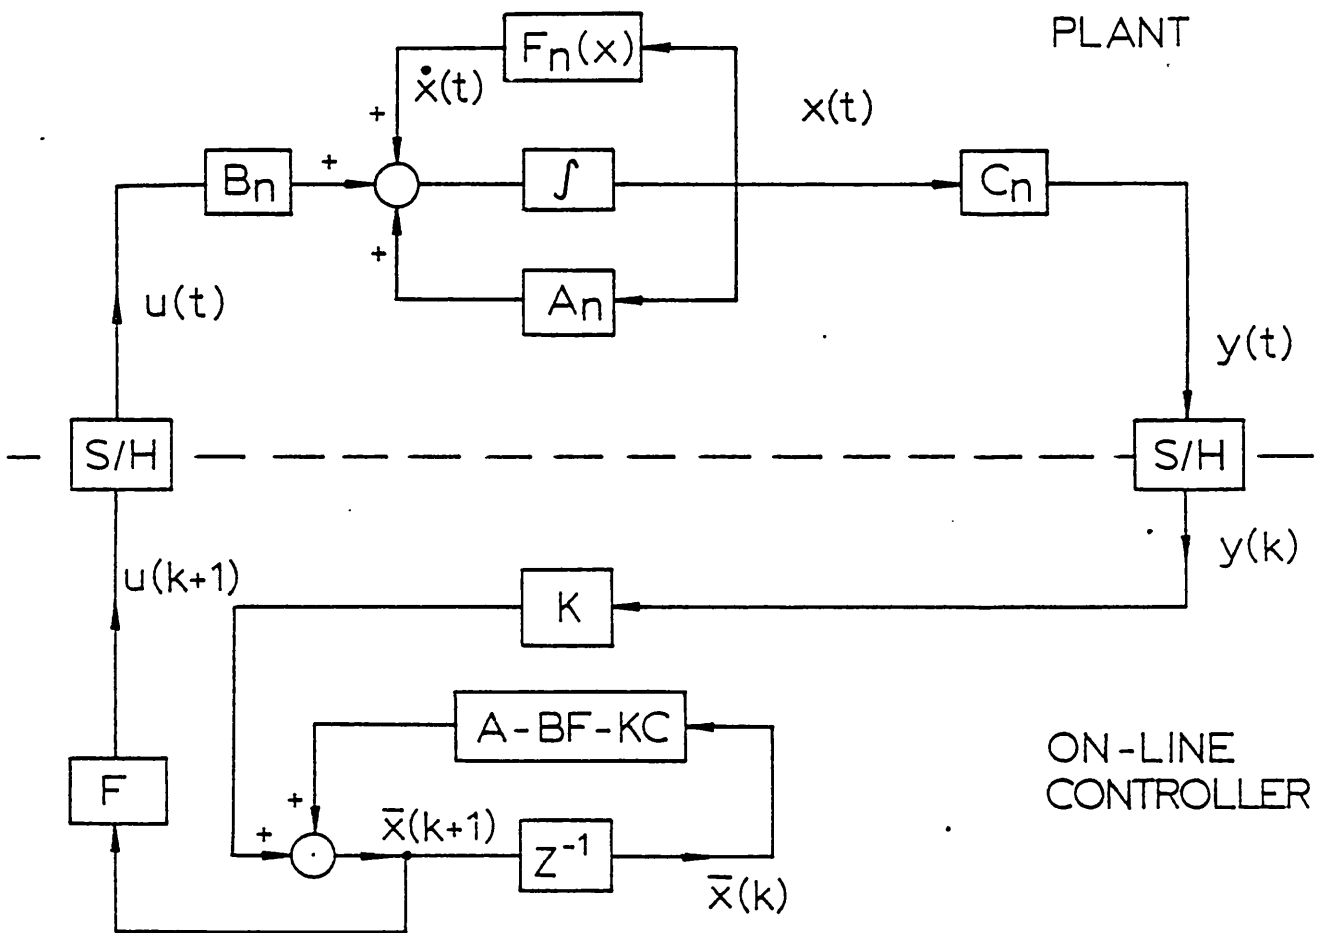 PLANT
Fn(x)
ẋ(t)
x(t)
+
+
Bn
∫
Cn
+
An
u(t)
y(t)
S/H
S/H
y(k)
u(k+1)
K
A-BF-KC
ON-LINE
CONTROLLER
F
+
+
x̄(k+1)
Z⁻¹
x̄(k)